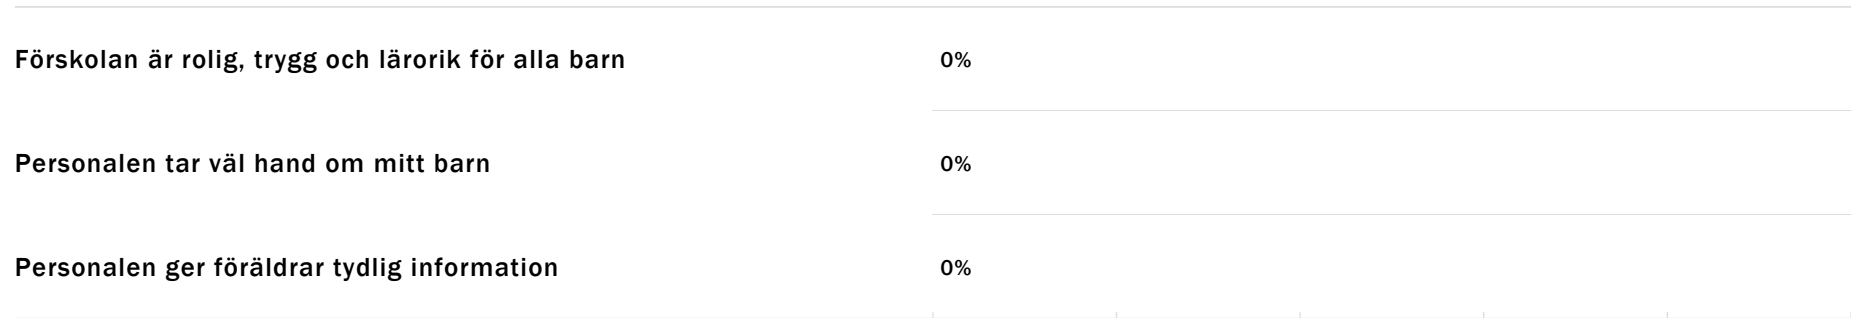 Förskolan är rolig, trygg och lärorik för alla barn 0%
Personalen tar väl hand om mitt barn 0%
Personalen ger föräldrar tydlig information 0%